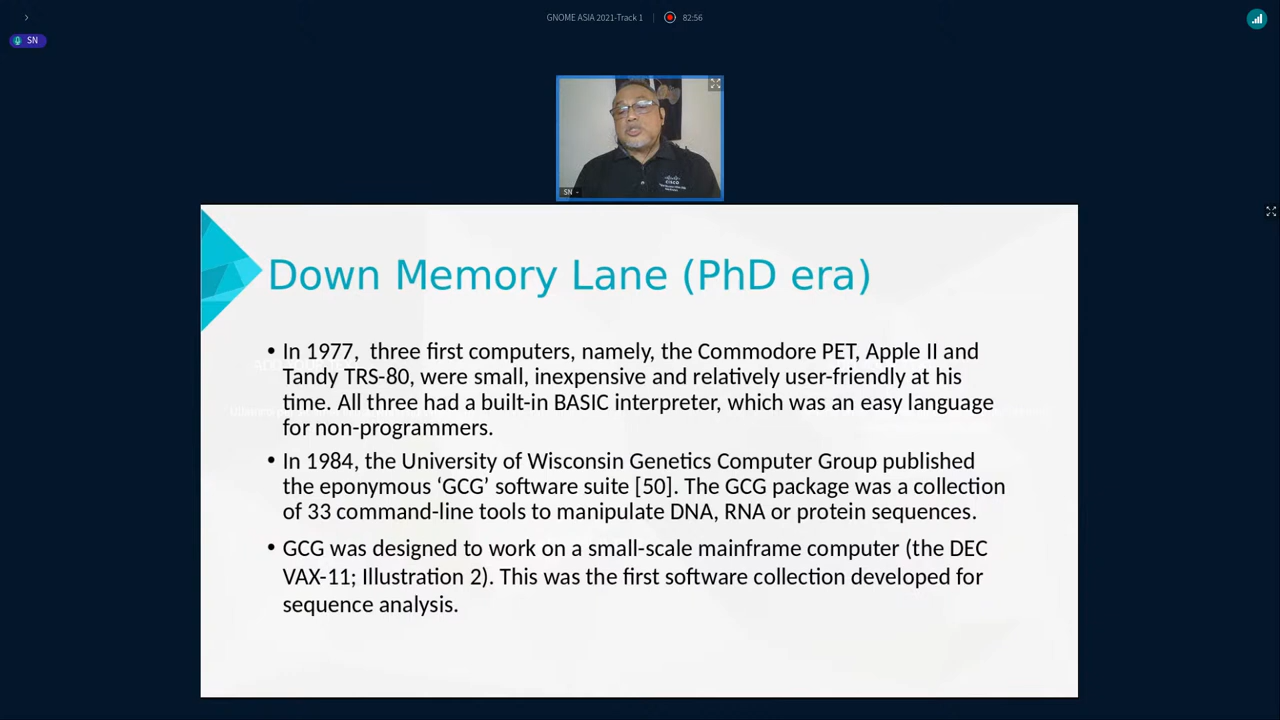 GNOME ASIA 2021-Track 1
82:56
SN
CISCO
SN
Down Memory Lane (PhD era)
• In 1977,  three first computers, namely, the Commodore PET, Apple II and
Tandy TRS-80, were small, inexpensive and relatively user-friendly at his
time. All three had a built-in BASIC interpreter, which was an easy language
for non-programmers.
• In 1984, the University of Wisconsin Genetics Computer Group published
the eponymous ‘GCG’ software suite [50]. The GCG package was a collection
of 33 command-line tools to manipulate DNA, RNA or protein sequences.
• GCG was designed to work on a small-scale mainframe computer (the DEC
VAX-11; Illustration 2). This was the first software collection developed for
sequence analysis.